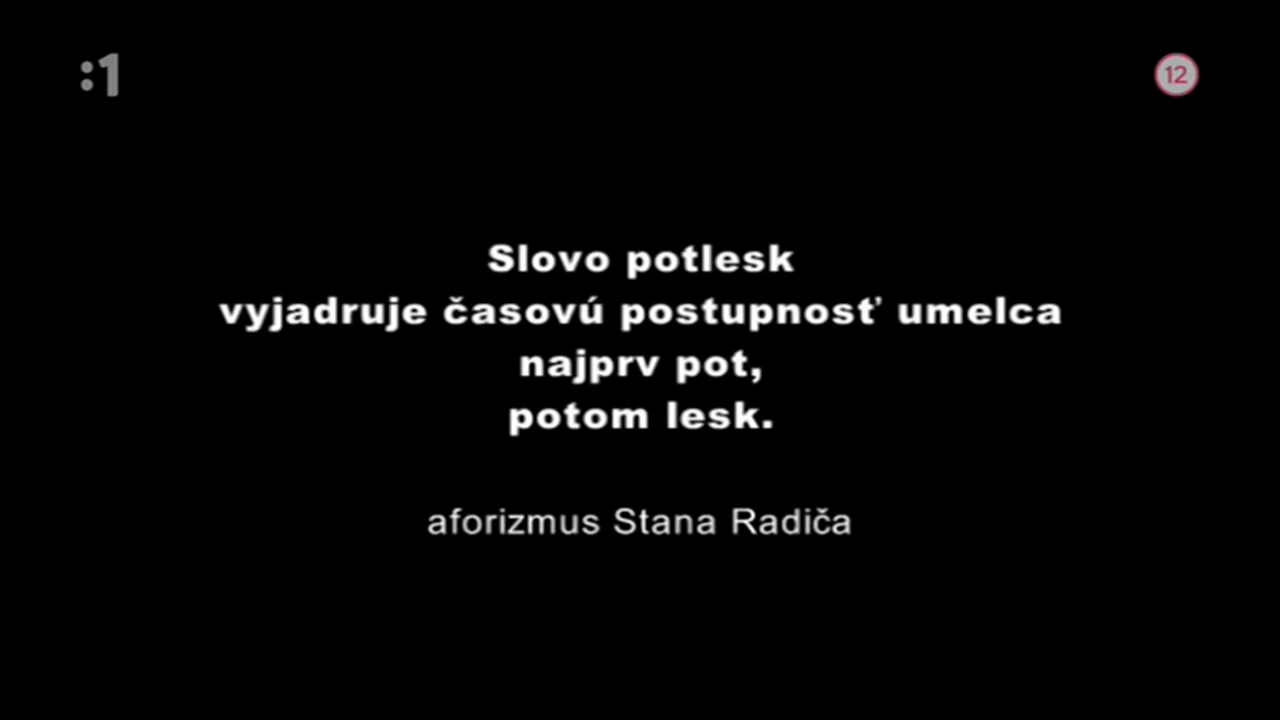 :1
12
Slovo potlesk
vyjadruje časovú postupnosť umelca
najprv pot,
potom lesk.
aforizmus Stana Radiča